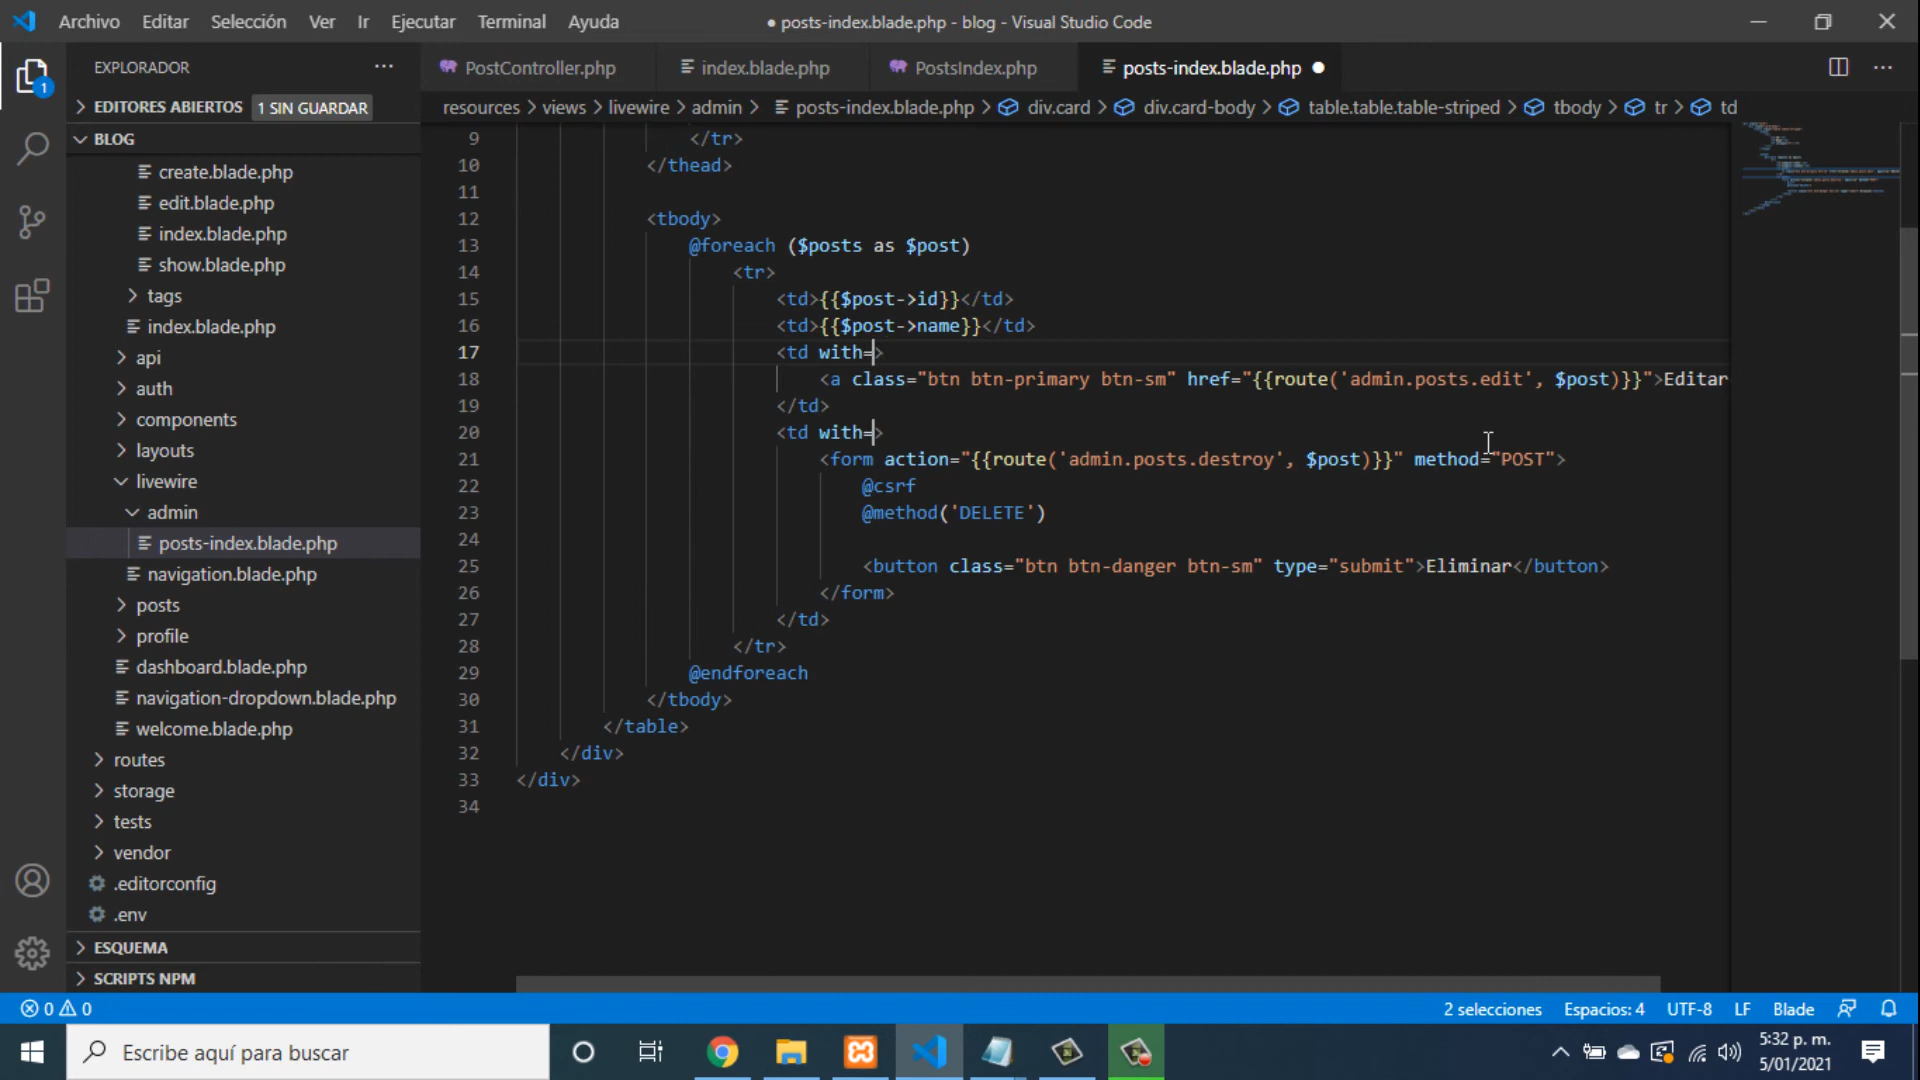 Archivo Editar Selección Ver Ir Ejecutar Terminal Ayuda ● posts-index.blade.php - blog - Visual Studio Code
EXPLORADOR ···
PostController.php index.blade.php PostsIndex.php posts-index.blade.php ●
EDITORES ABIERTOS 1 SIN GUARDAR
resources > views > livewire > admin > posts-index.blade.php > div.card > div.card-body > table.table.table-striped > tbody > tr > td
1
BLOG
create.blade.php
edit.blade.php
index.blade.php
show.blade.php
tags
index.blade.php
api
auth
components
layouts
livewire
admin
posts-index.blade.php
navigation.blade.php
posts
profile
dashboard.blade.php
navigation-dropdown.blade.php
welcome.blade.php
routes
storage
tests
vendor
.editorconfig
.env
ESQUEMA
SCRIPTS NPM
9 </tr>
10 </thead>
11
12 <tbody>
13 @foreach ($posts as $post)
14 <tr>
15 <td>{{$post->id}}</td>
16 <td>{{$post->name}}</td>
17 <td with=>
18 <a class="btn btn-primary btn-sm" href="{{route('admin.posts.edit', $post)}}">Editar
19 </td>
20 <td with=>
21 <form action="{{route('admin.posts.destroy', $post)}}" method="POST">
22 @csrf
23 @method('DELETE')
24
25 <button class="btn btn-danger btn-sm" type="submit">Eliminar</button>
26 </form>
27 </td>
28 </tr>
29 @endforeach
30 </tbody>
31 </table>
32 </div>
33 </div>
34
0 0 2 selecciones Espacios: 4 UTF-8 LF Blade
Escribe aquí para buscar
5:32 p. m.
5/01/2021